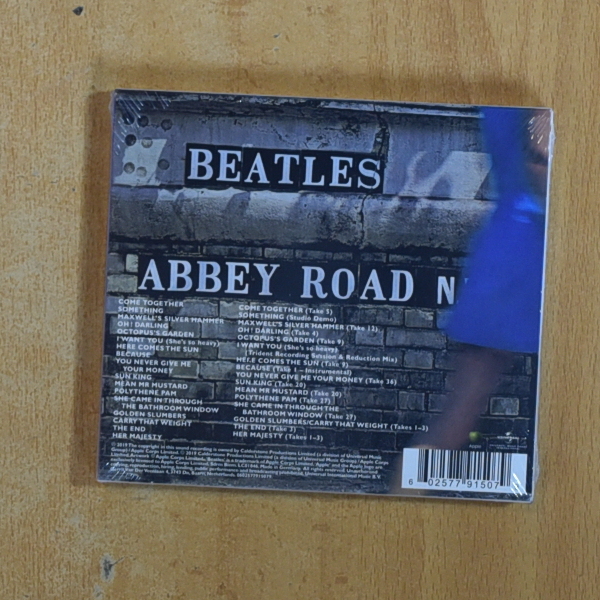 BEATLES
ABBEY ROAD N
COME TOGETHER
SOMETHING
MAXWELL'S SILVER HAMMER
OH! DARLING
OCTOPUS'S GARDEN
I WANT YOU (She's so heavy)
HERE COMES THE SUN
BECAUSE
YOU NEVER GIVE ME
YOUR MONEY
SUN KING
MEAN MR MUSTARD
POLYTHENE PAM
SHE CAME IN THROUGH
THE BATHROOM WINDOW
GOLDEN SLUMBERS
CARRY THAT WEIGHT
THE END
HER MAJESTY
COME TOGETHER (Take 5)
SOMETHING (Studio Demo)
MAXWELL'S SILVER HAMMER (Take 12)
OH! DARLING (Take 4)
OCTOPUS'S GARDEN (Take 9)
I WANT YOU (She's so heavy)
(Trident Recording Session & Reduction Mix)
HERE COMES THE SUN (Take 9)
BECAUSE (Take 1 – Instrumental)
YOU NEVER GIVE ME YOUR MONEY (Take 36)
SUN KING (Take 20)
MEAN MR MUSTARD (Take 20)
POLYTHENE PAM (Take 27)
SHE CAME IN THROUGH THE
BATHROOM WINDOW (Take 27)
GOLDEN SLUMBERS/CARRY THAT WEIGHT (Takes 1–3)
THE END (Take 3)
HER MAJESTY (Takes 1–3)
6 02577 91507